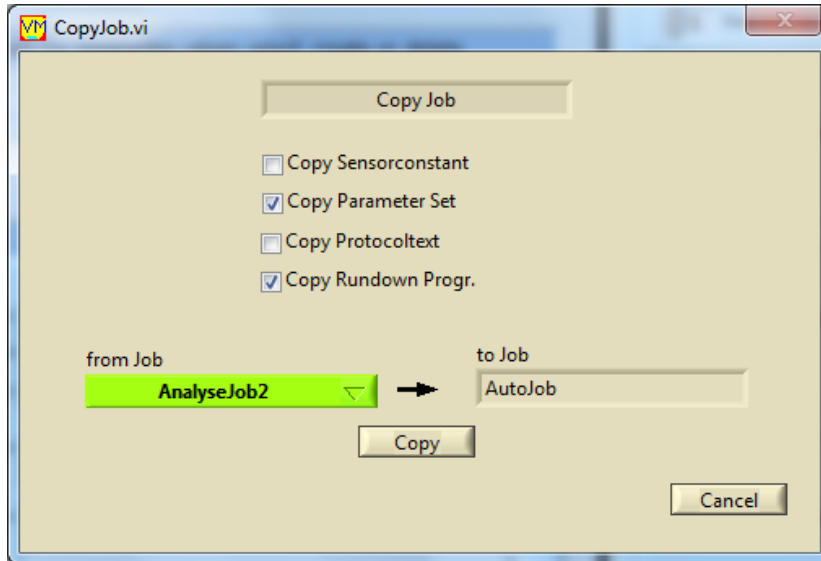 VM CopyJob.vi
Copy Job
Copy Sensorconstant
Copy Parameter Set
Copy Protocoltext
Copy Rundown Progr.
from Job
to Job
AnalyseJob2
AutoJob
Copy
Cancel